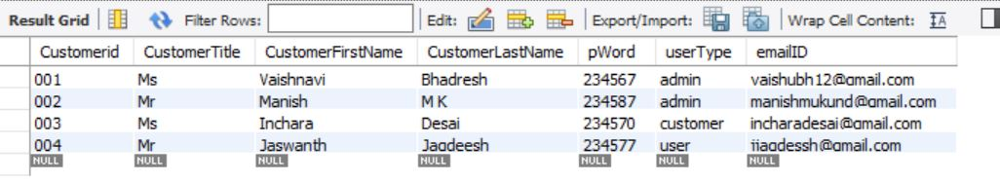 Result Grid Filter Rows: Edit: Export/Import: Wrap Cell Content: IA
Customerid CustomerTitle CustomerFirstName CustomerLastName pWord userType emailID
001 Ms Vaishnavi Bhadresh 234567 admin vaishubh12@gmail.com
002 Mr Manish M K 234587 admin manishmukund@gmail.com
003 Ms Inchara Desai 234570 customer incharadesai@gmail.com
004 Mr Jaswanth Jagdeesh 234577 user jjagdessh@gmail.com
NULL NULL NULL NULL NULL NULL NULL